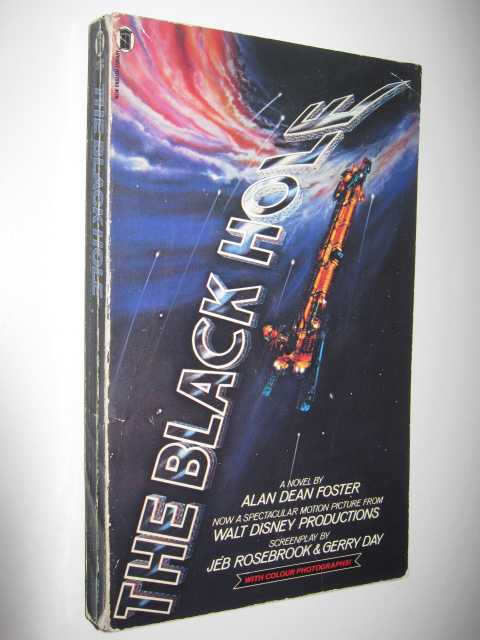 THE BLACK HOLE
THE BLACK HOLE
A NOVEL BY
ALAN DEAN FOSTER
NOW A SPECTACULAR MOTION PICTURE FROM
WALT DISNEY PRODUCTIONS
SCREENPLAY BY
JEB ROSEBROOK & GERRY DAY
WITH COLOUR PHOTOGRAPHS!